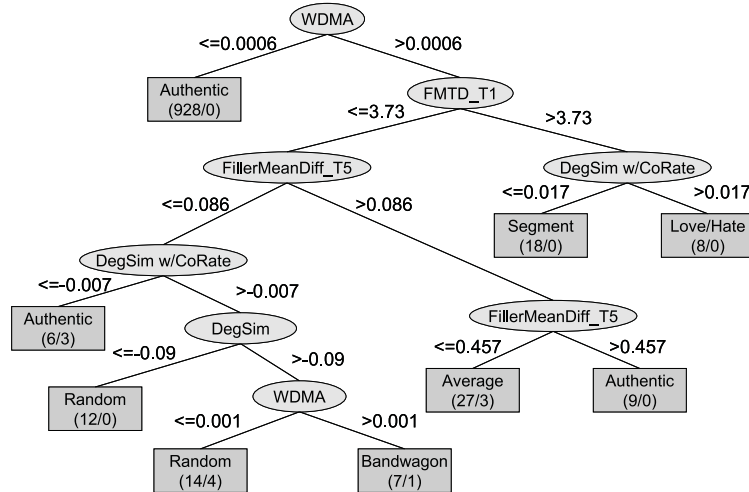 WDMA
<=0.0006
>0.0006
Authentic
(928/0)
FMTD_T1
<=3.73
>3.73
FillerMeanDiff_T5
DegSim w/CoRate
<=0.086
>0.086
<=0.017
>0.017
Segment
(18/0)
Love/Hate
(8/0)
DegSim w/CoRate
<=-0.007
>-0.007
Authentic
(6/3)
DegSim
FillerMeanDiff_T5
<=-0.09
>-0.09
<=0.457
>0.457
Random
(12/0)
WDMA
Average
(27/3)
Authentic
(9/0)
<=0.001
>0.001
Random
(14/4)
Bandwagon
(7/1)